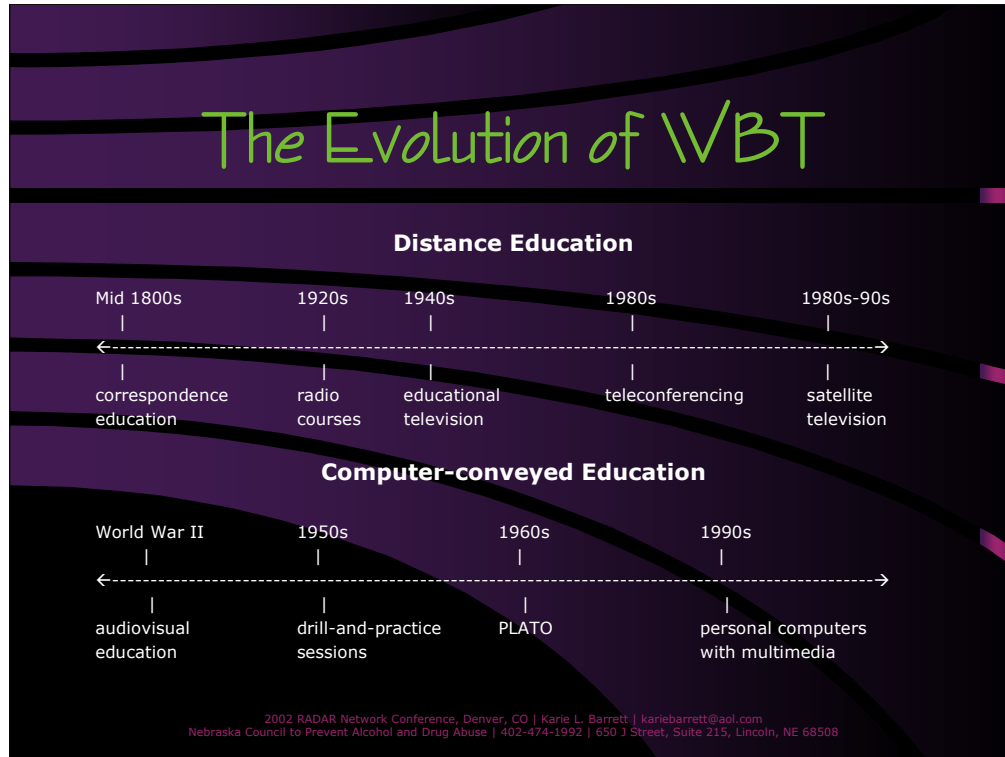 The Evolution of WBT
Distance Education
Mid 1800s 1920s 1940s 1980s 1980s-90s
correspondence radio educational teleconferencing satellite
education courses television television
Computer-conveyed Education
World War II 1950s 1960s 1990s
audiovisual drill-and-practice PLATO personal computers
education sessions with multimedia
2002 RADAR Network Conference, Denver, CO | Karie L. Barrett | kariebarrett@aol.com
Nebraska Council to Prevent Alcohol and Drug Abuse | 402-474-1992 | 650 J Street, Suite 215, Lincoln, NE 68508